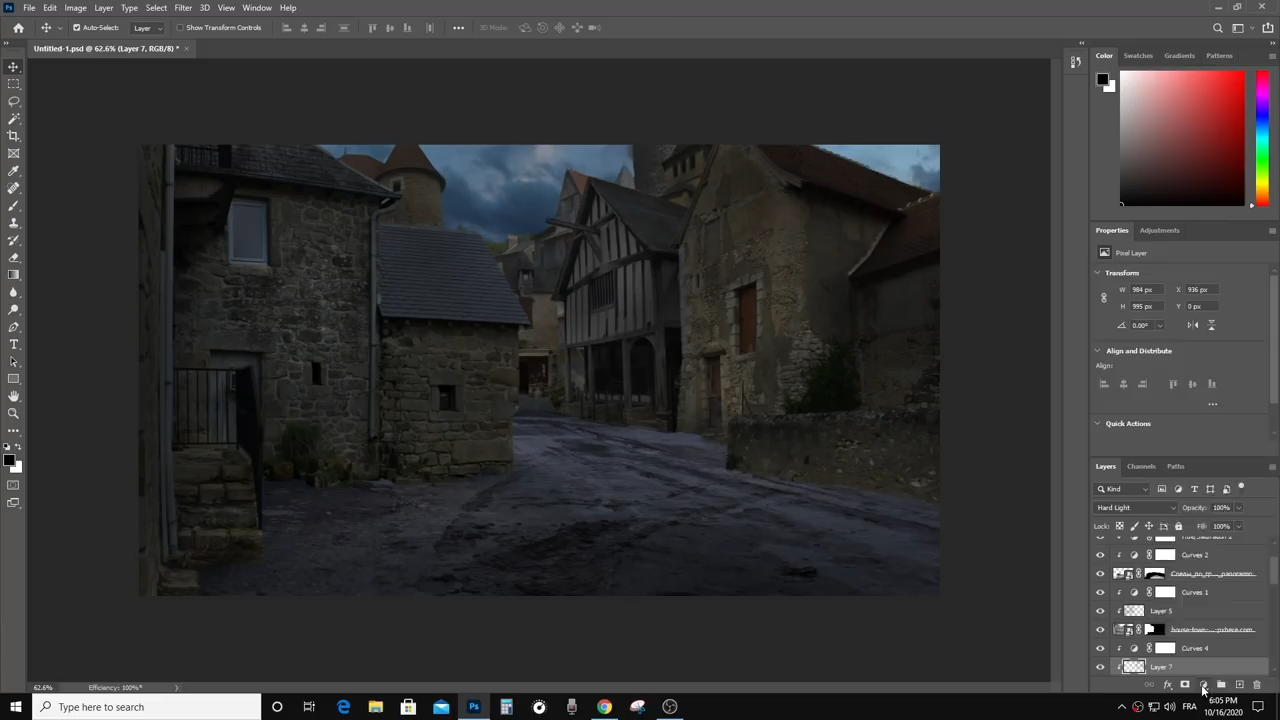 Ps File Edit Image Layer Type Select Filter 3D View Window Help
Auto-Select: Layer Show Transform Controls ••• 3D Mode:
Untitled-1.psd @ 62.6% (Layer 7, RGB/8) * ×
Color Swatches Gradients Patterns
Properties Adjustments
Pixel Layer
Transform
W 984 px X 936 px
H 995 px Y 0 px
0.00°
Align and Distribute
Align:
•••
Quick Actions
Layers Channels Paths
Kind
Hard Light Opacity: 100%
Lock: Fill: 100%
Curves 2
Curves 1
Layer 5
Curves 4
Layer 7
62.6% Efficiency: 100%*
Type here to search
FRA
6:05 PM
10/16/2020